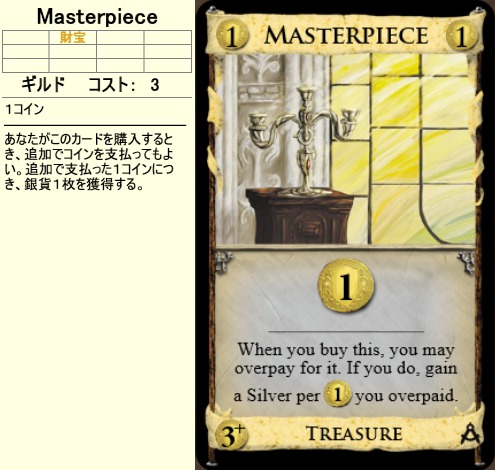 Masterpiece
財宝
ギルド コスト: 3
1コイン
あなたがこのカードを購入すると
き、追加でコインを支払ってもよ
い。追加で支払った1コインにつ
き、銀貨1枚を獲得する。
1 MASTERPIECE 1
1
When you buy this, you may
overpay for it. If you do, gain
a Silver per 1 you overpaid.
3+ TREASURE